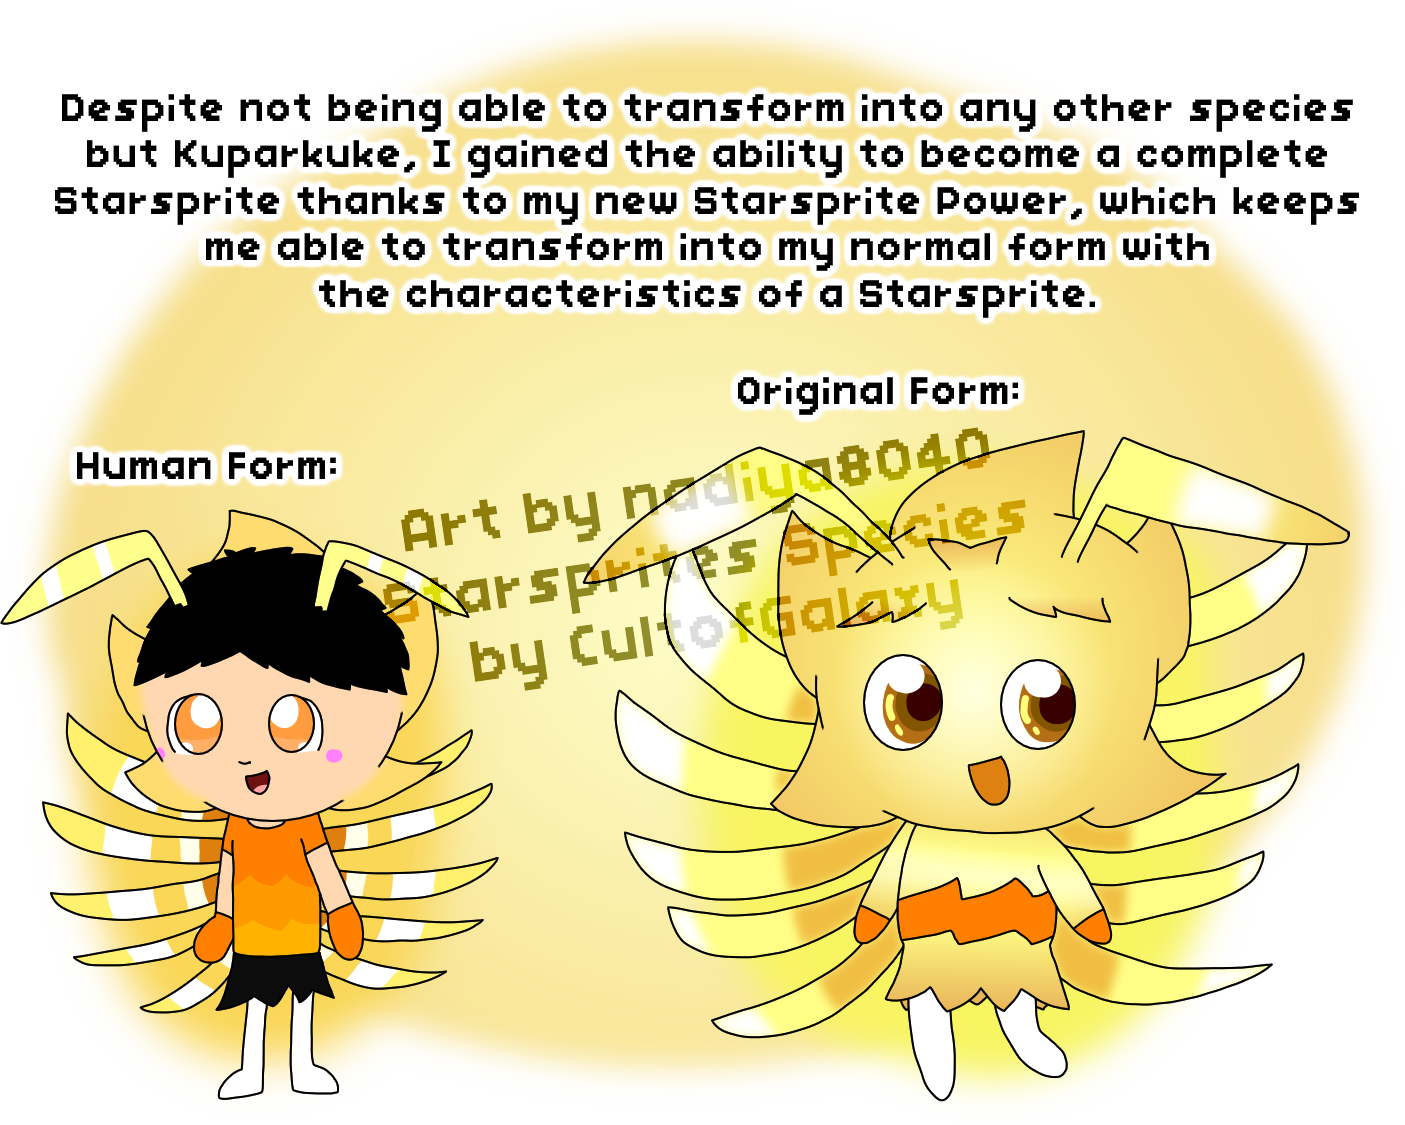 Despite not being able to transform into any other species
but Kuparkuke, I gained the ability to become a complete
Starsprite thanks to my new Starsprite Power, which keeps
me able to transform into my normal form with
the characteristics of a Starsprite.
Original Form:
Human Form:
Art by nadiya8040
Starsprites Species
by CultofGalaxy